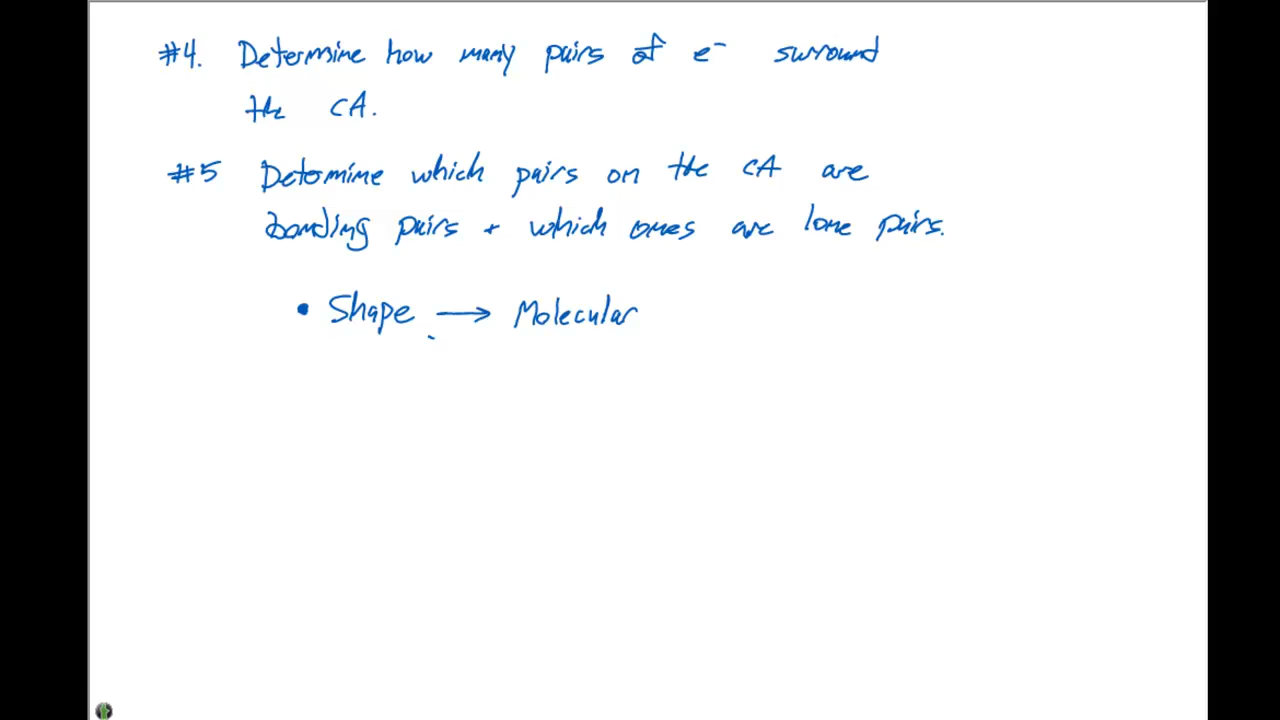 #4. Determine how many pairs of e⁻ surround
the CA.
#5 Determine which pairs on the CA are
bonding pairs + which ones are lone pairs.
• Shape → Molecular